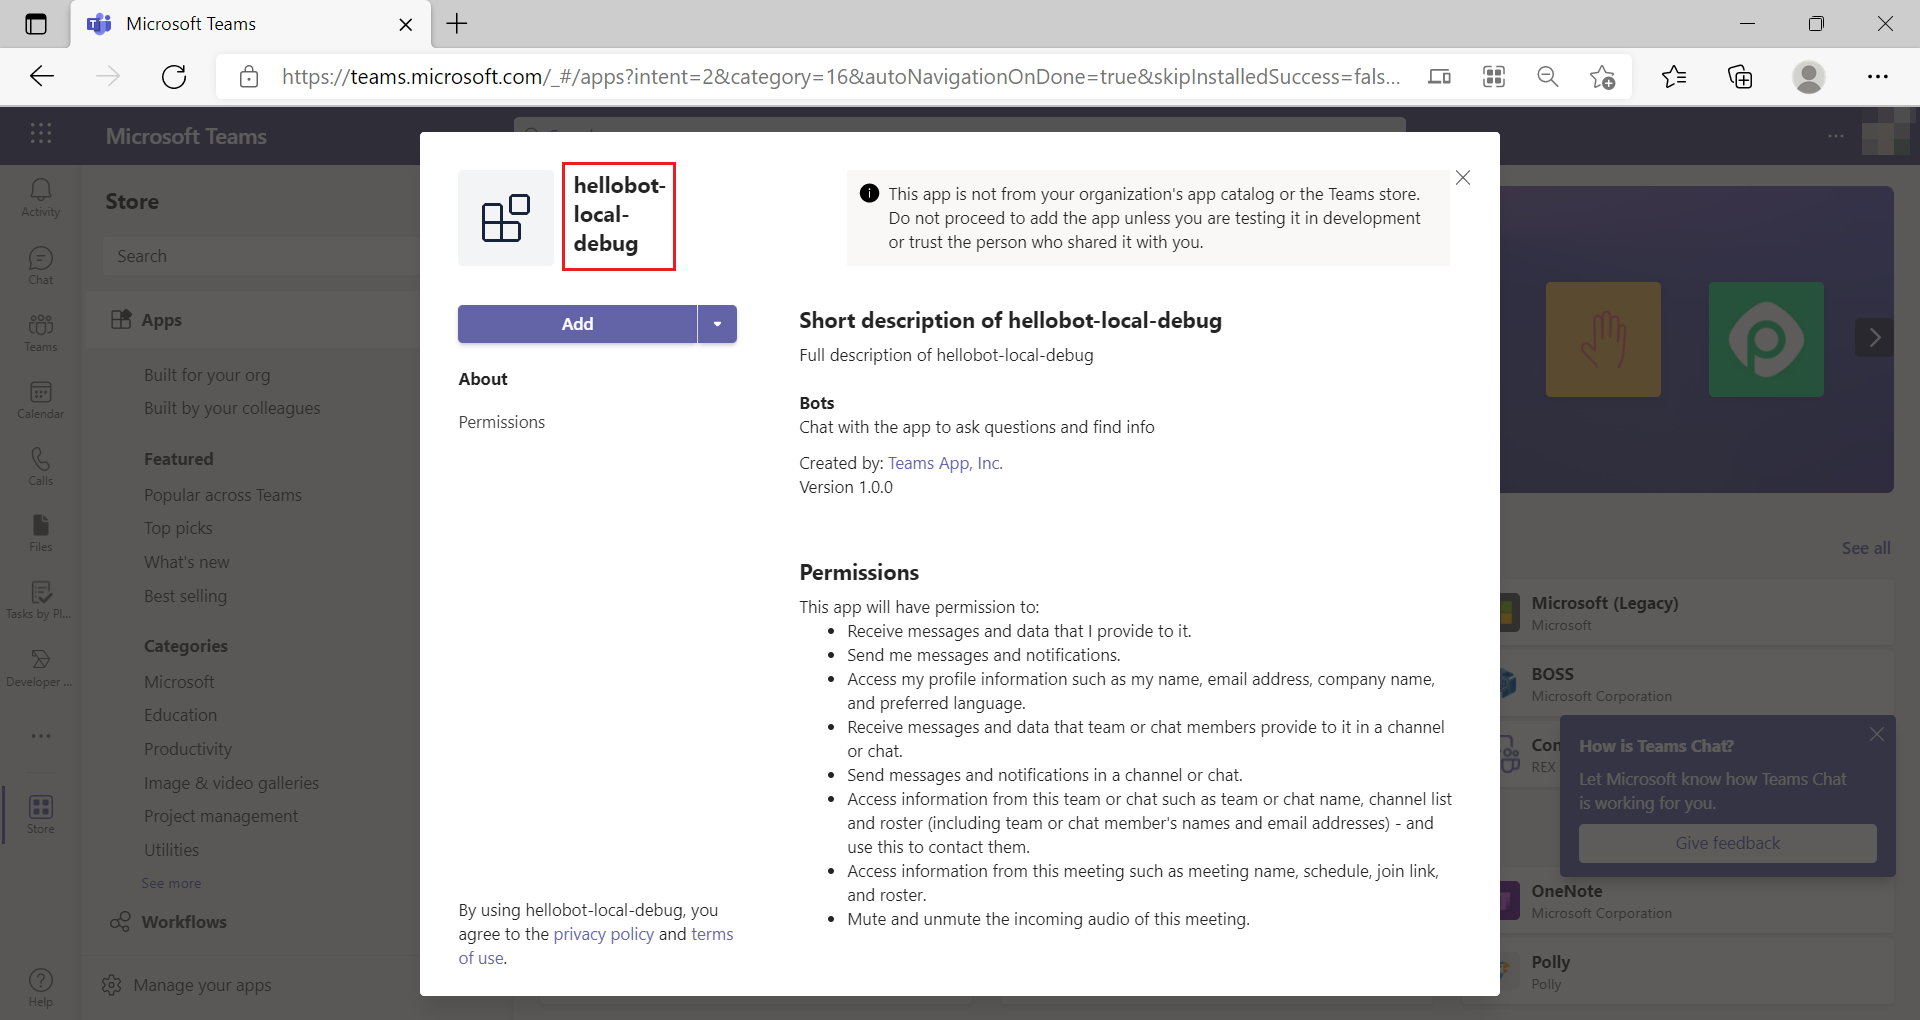 Microsoft Teams
https://teams.microsoft.com/_#/apps?intent=2&category=16&autoNavigationOnDone=true&skipInstalledSuccess=fals...
Microsoft Teams
Activity
Chat
Teams
Calendar
Calls
Files
Tasks by Pl...
Developer ...
Store
Help
Store
Search
Apps
Built for your org
Built by your colleagues
Featured
Popular across Teams
Top picks
What's new
Best selling
Categories
Microsoft
Education
Productivity
Image & video galleries
Project management
Utilities
See more
Workflows
Manage your apps
hellobot-
local-
debug
This app is not from your organization's app catalog or the Teams store.
Do not proceed to add the app unless you are testing it in development
or trust the person who shared it with you.
Add
About
Permissions
By using hellobot-local-debug, you
agree to the privacy policy and terms
of use.
Short description of hellobot-local-debug
Full description of hellobot-local-debug
Bots
Chat with the app to ask questions and find info
Created by: Teams App, Inc.
Version 1.0.0
Permissions
This app will have permission to:
• Receive messages and data that I provide to it.
• Send me messages and notifications.
• Access my profile information such as my name, email address, company name,
and preferred language.
• Receive messages and data that team or chat members provide to it in a channel
or chat.
• Send messages and notifications in a channel or chat.
• Access information from this team or chat such as team or chat name, channel list
and roster (including team or chat member's names and email addresses) - and
use this to contact them.
• Access information from this meeting such as meeting name, schedule, join link,
and roster.
• Mute and unmute the incoming audio of this meeting.
See all
Microsoft (Legacy)
Microsoft
BOSS
Microsoft Corporation
Con
REX
How is Teams Chat?
Let Microsoft know how Teams Chat
is working for you.
Give feedback
OneNote
Microsoft Corporation
Polly
Polly